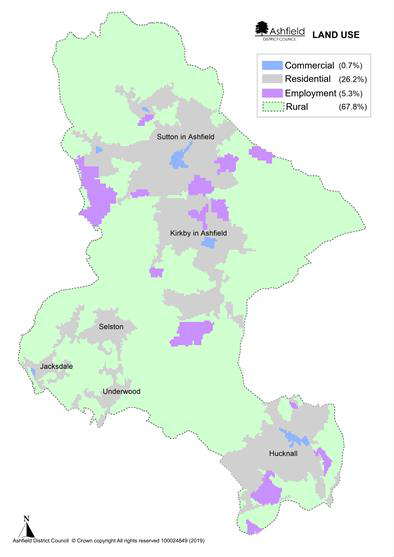 Ashfield
DISTRICT COUNCIL
LAND USE
Commercial (0.7%)
Residential (26.2%)
Employment (5.3%)
Rural (67.8%)
Sutton in Ashfield
Kirkby in Ashfield
Selston
Jacksdale
Underwood
Hucknall
N
Ashfield District Council © Crown copyright All rights reserved 100024849 (2019)